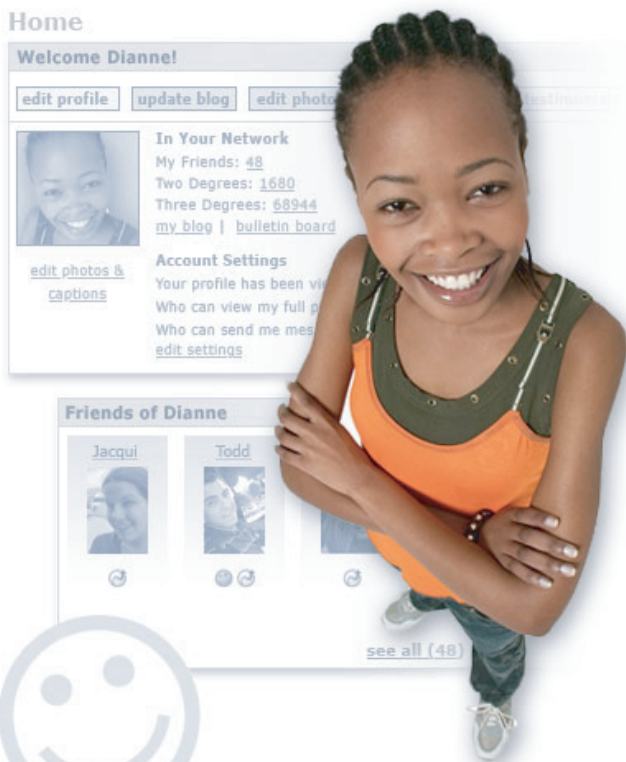 Home
Welcome Dianne!
edit profile update blog edit photo
In Your Network
My Friends: 48
Two Degrees: 1680
Three Degrees: 68944
my blog | bulletin board
edit photos &
captions
Account Settings
Your profile has been
Who can view my full
Who can send me
edit settings
Friends of Dianne
Jacqui Todd
see all (48)